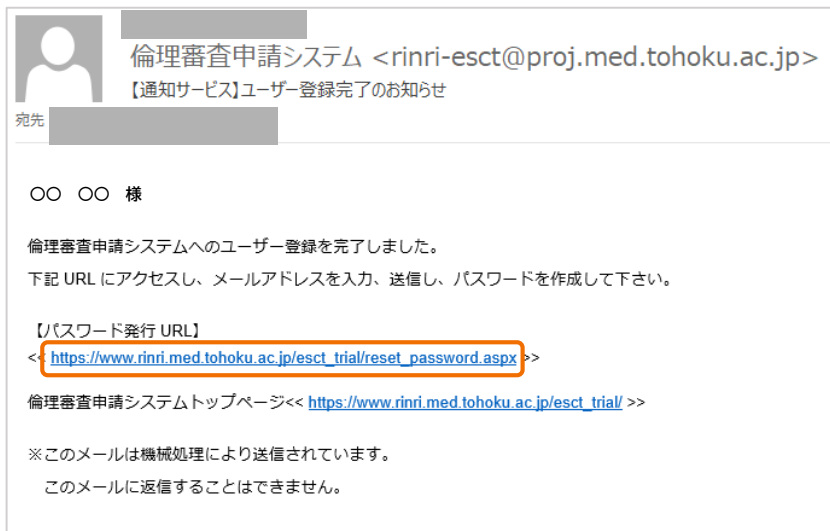 倫理審査申請システム <rinri-esct@proj.med.tohoku.ac.jp>
【通知サービス】ユーザー登録完了のお知らせ
宛先
○○　○○　様
倫理審査申請システムへのユーザー登録を完了しました。
下記 URL にアクセスし、メールアドレスを入力、送信し、パスワードを作成して下さい。
【パスワード発行 URL】
<< https://www.rinri.med.tohoku.ac.jp/esct_trial/reset_password.aspx >>
倫理審査申請システムトップページ<< https://www.rinri.med.tohoku.ac.jp/esct_trial/ >>
※このメールは機械処理により送信されています。
このメールに返信することはできません。